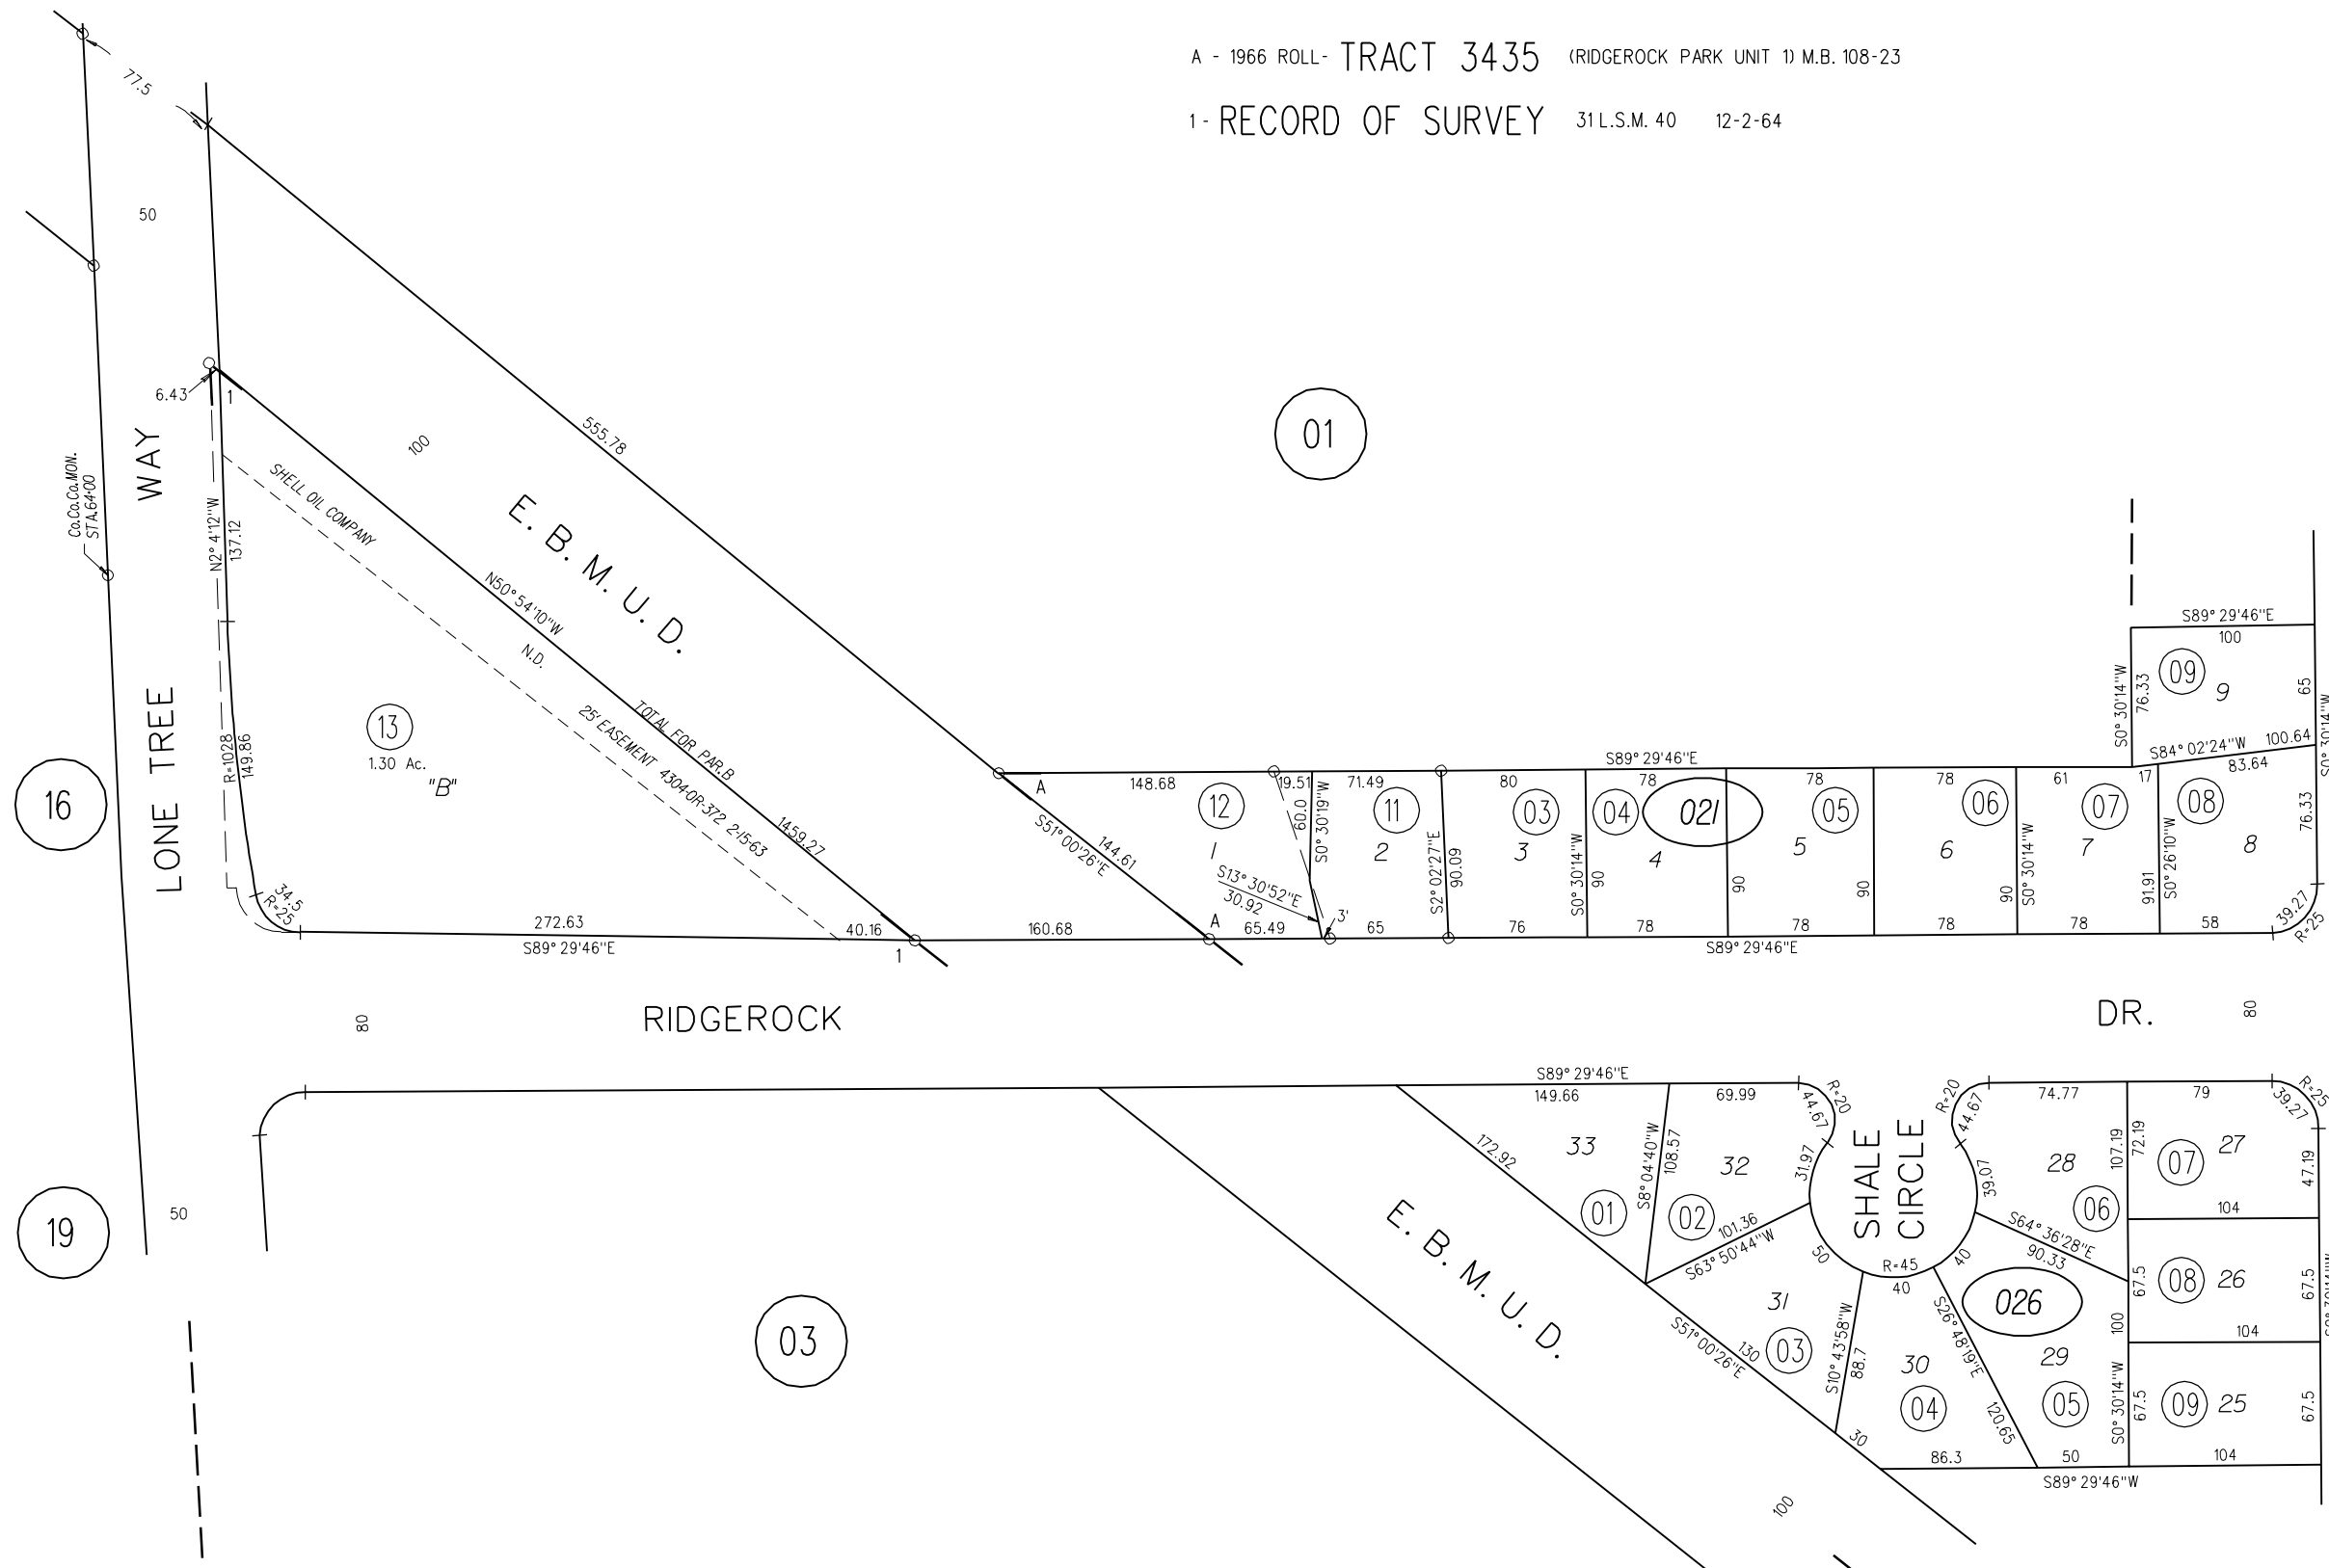 A - 1966 ROLL- TRACT 3435 (RIDGEROCK PARK UNIT 1) M.B. 108-23
1 - RECORD OF SURVEY 31 L.S.M. 40 12-2-64
77.5
50
6.43
1
Co.Co.Co.MON.
STA.64+00
WAY
LONE TREE
16
19
50
N2° 4'12"W
137.12
R=1028
149.86
34.5
R=25
SHELL OIL COMPANY
100
555.78
E. B. M. U. D.
N50° 54'10"W
N.D.
TOTAL FOR PAR.B
25' EASEMENT 4304-OR-372 2-15-63
1459.27
13
1.30 Ac.
"B"
272.63
S89° 29'46"E
40.16
1
160.68
01
A
S51° 00'26"E
144.61
A
148.68
12
1
S13° 30'52"E
30.92
65.49
19.51
60.0
S0° 30'19"W
3'
71.49
11
2
65
S2° 02'27"E
90.09
S89° 29'46"E
80
03
3
76
S0° 30'14"W
90
78
04
4
78
021
90
78
05
5
78
90
S89° 29'46"E
78
06
6
78
90
S0° 30'14"W
61
17
07
7
78
91.91
S0° 26'10"W
08
8
58
83.64
76.33
39.27
R=25
S89° 29'46"E
100
09
9
S0° 30'14"W
76.33
65
S0° 30'14"W
S84° 02'24"W
100.64
80
RIDGEROCK
DR.
80
S89° 29'46"E
149.66
69.99
R=20
44.67
31.97
172.92
33
01
S8° 04'40"W
108.57
32
02
101.36
S63° 50'44"W
SHALE
CIRCLE
R=20
44.67
39.07
74.77
79
R=25
39.27
28
06
107.19
72.19
27
07
47.19
104
S64° 36'28"E
90.33
50
R=45
40
40
026
E. B. M. U. D.
31
03
S51° 00'26"E
130
S10° 43'58"W
88.7
30
04
30
86.3
S26° 48'19"E
120.65
29
05
50
100
S0° 30'14"W
67.5
08
26
67.5
104
67.5
09
25
67.5
104
S89° 29'46"W
03
100